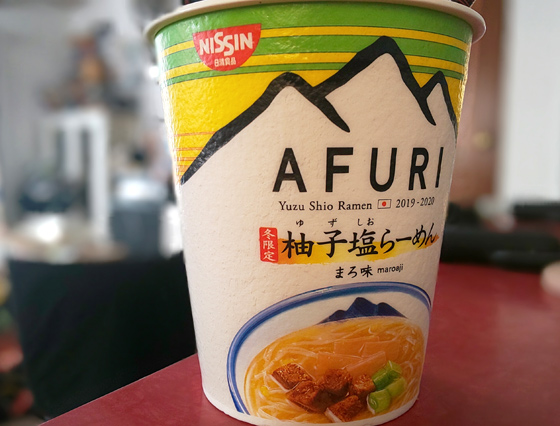 NISSIN
日清食品
AFURI
Yuzu Shio Ramen 2019-2020
ゆずしお
冬限定 柚子塩らーめん
まろ味 maroaji